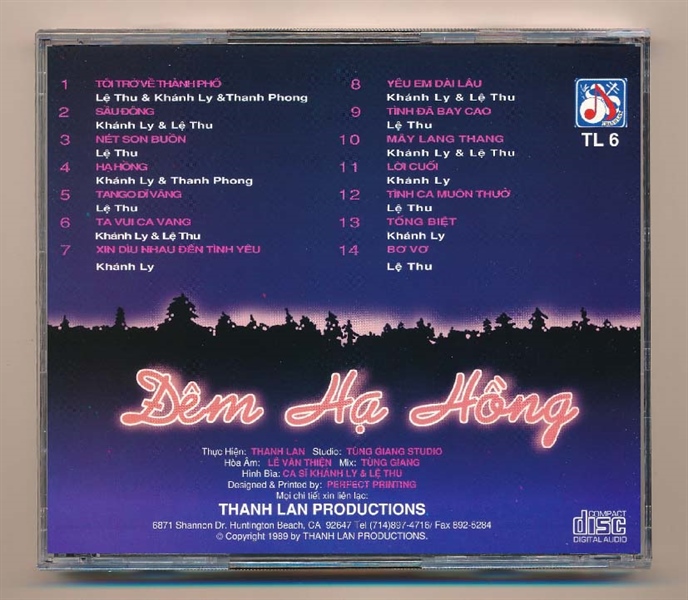 1 TÔI TRỞ VỀ THÀNH PHỐ
Lệ Thu & Khánh Ly &Thanh Phong
2 SẦU ĐÔNG
Khánh Ly & Lệ Thu
3 NÉT SON BUỒN
Lệ Thu
4 HẠ HỒNG
Khánh Ly & Thanh Phong
5 TANGO DĨ VÃNG
Lệ Thu
6 TA VUI CA VANG
Khánh Ly & Lệ Thu
7 XIN DÌU NHAU ĐẾN TÌNH YÊU
Khánh Ly
8 YÊU EM DÀI LÂU
Khánh Ly & Lệ Thu
9 TÌNH ĐÃ BAY CAO
Lệ Thu
10 MÂY LANG THANG
Khánh Ly & Lệ Thu
11 LỜI CUỐI
Khánh Ly
12 TÌNH CA MUÔN THUỞ
Lệ Thu
13 TỐNG BIỆT
Khánh Ly
14 BƠ VƠ
Lệ Thu
TL 6
Đêm Hạ Hồng
Thực Hiện: THANH LAN Studio: TÙNG GIANG STUDIO
Hòa Âm: LÊ VĂN THIỆN Mix: TÙNG GIANG
Hình Bìa: CA SĨ KHÁNH LY & LỆ THU
Designed & Printed by: PERFECT PRINTING
Mọi chi tiết xin liên lạc:
THANH LAN PRODUCTIONS
6871 Shannon Dr. Huntington Beach, CA 92647 Tel (714)897-4716/ Fax 892-5284
© Copyright 1989 by THANH LAN PRODUCTIONS.
COMPACT
disc
DIGITAL AUDIO